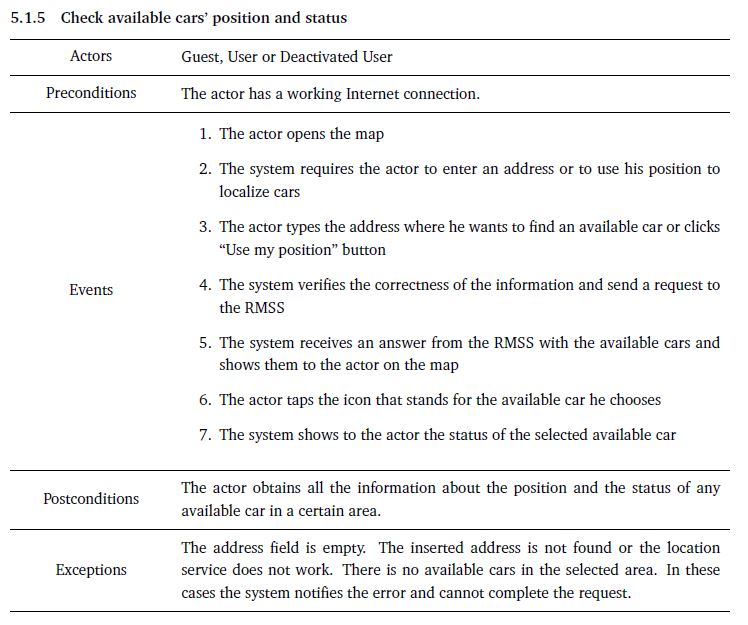 5.1.5 Check available cars’ position and status
Actors
Guest, User or Deactivated User
Preconditions
The actor has a working Internet connection.
Events
1. The actor opens the map
2. The system requires the actor to enter an address or to use his position to
localize cars
3. The actor types the address where he wants to find an available car or clicks
“Use my position” button
4. The system verifies the correctness of the information and send a request to
the RMSS
5. The system receives an answer from the RMSS with the available cars and
shows them to the actor on the map
6. The actor taps the icon that stands for the available car he chooses
7. The system shows to the actor the status of the selected available car
Postconditions
The actor obtains all the information about the position and the status of any
available car in a certain area.
Exceptions
The address field is empty. The inserted address is not found or the location
service does not work. There is no available cars in the selected area. In these
cases the system notifies the error and cannot complete the request.